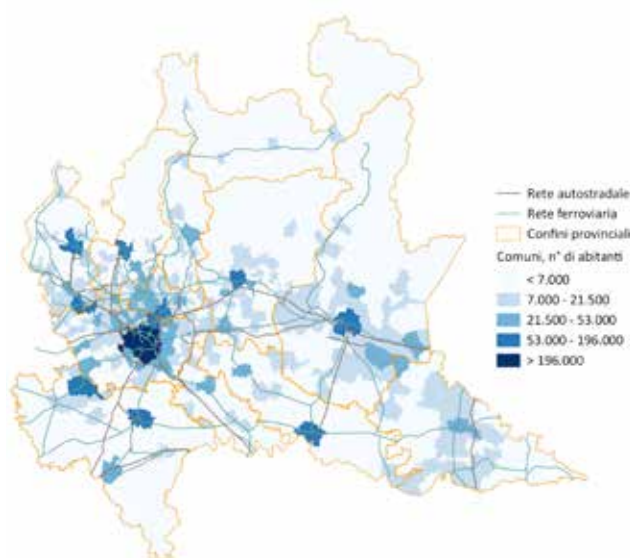 Rete autostradale
Rete ferroviaria
Confini provinciali
Comuni, n° di abitanti
< 7.000
7.000 - 21.500
21.500 - 53.000
53.000 - 196.000
> 196.000